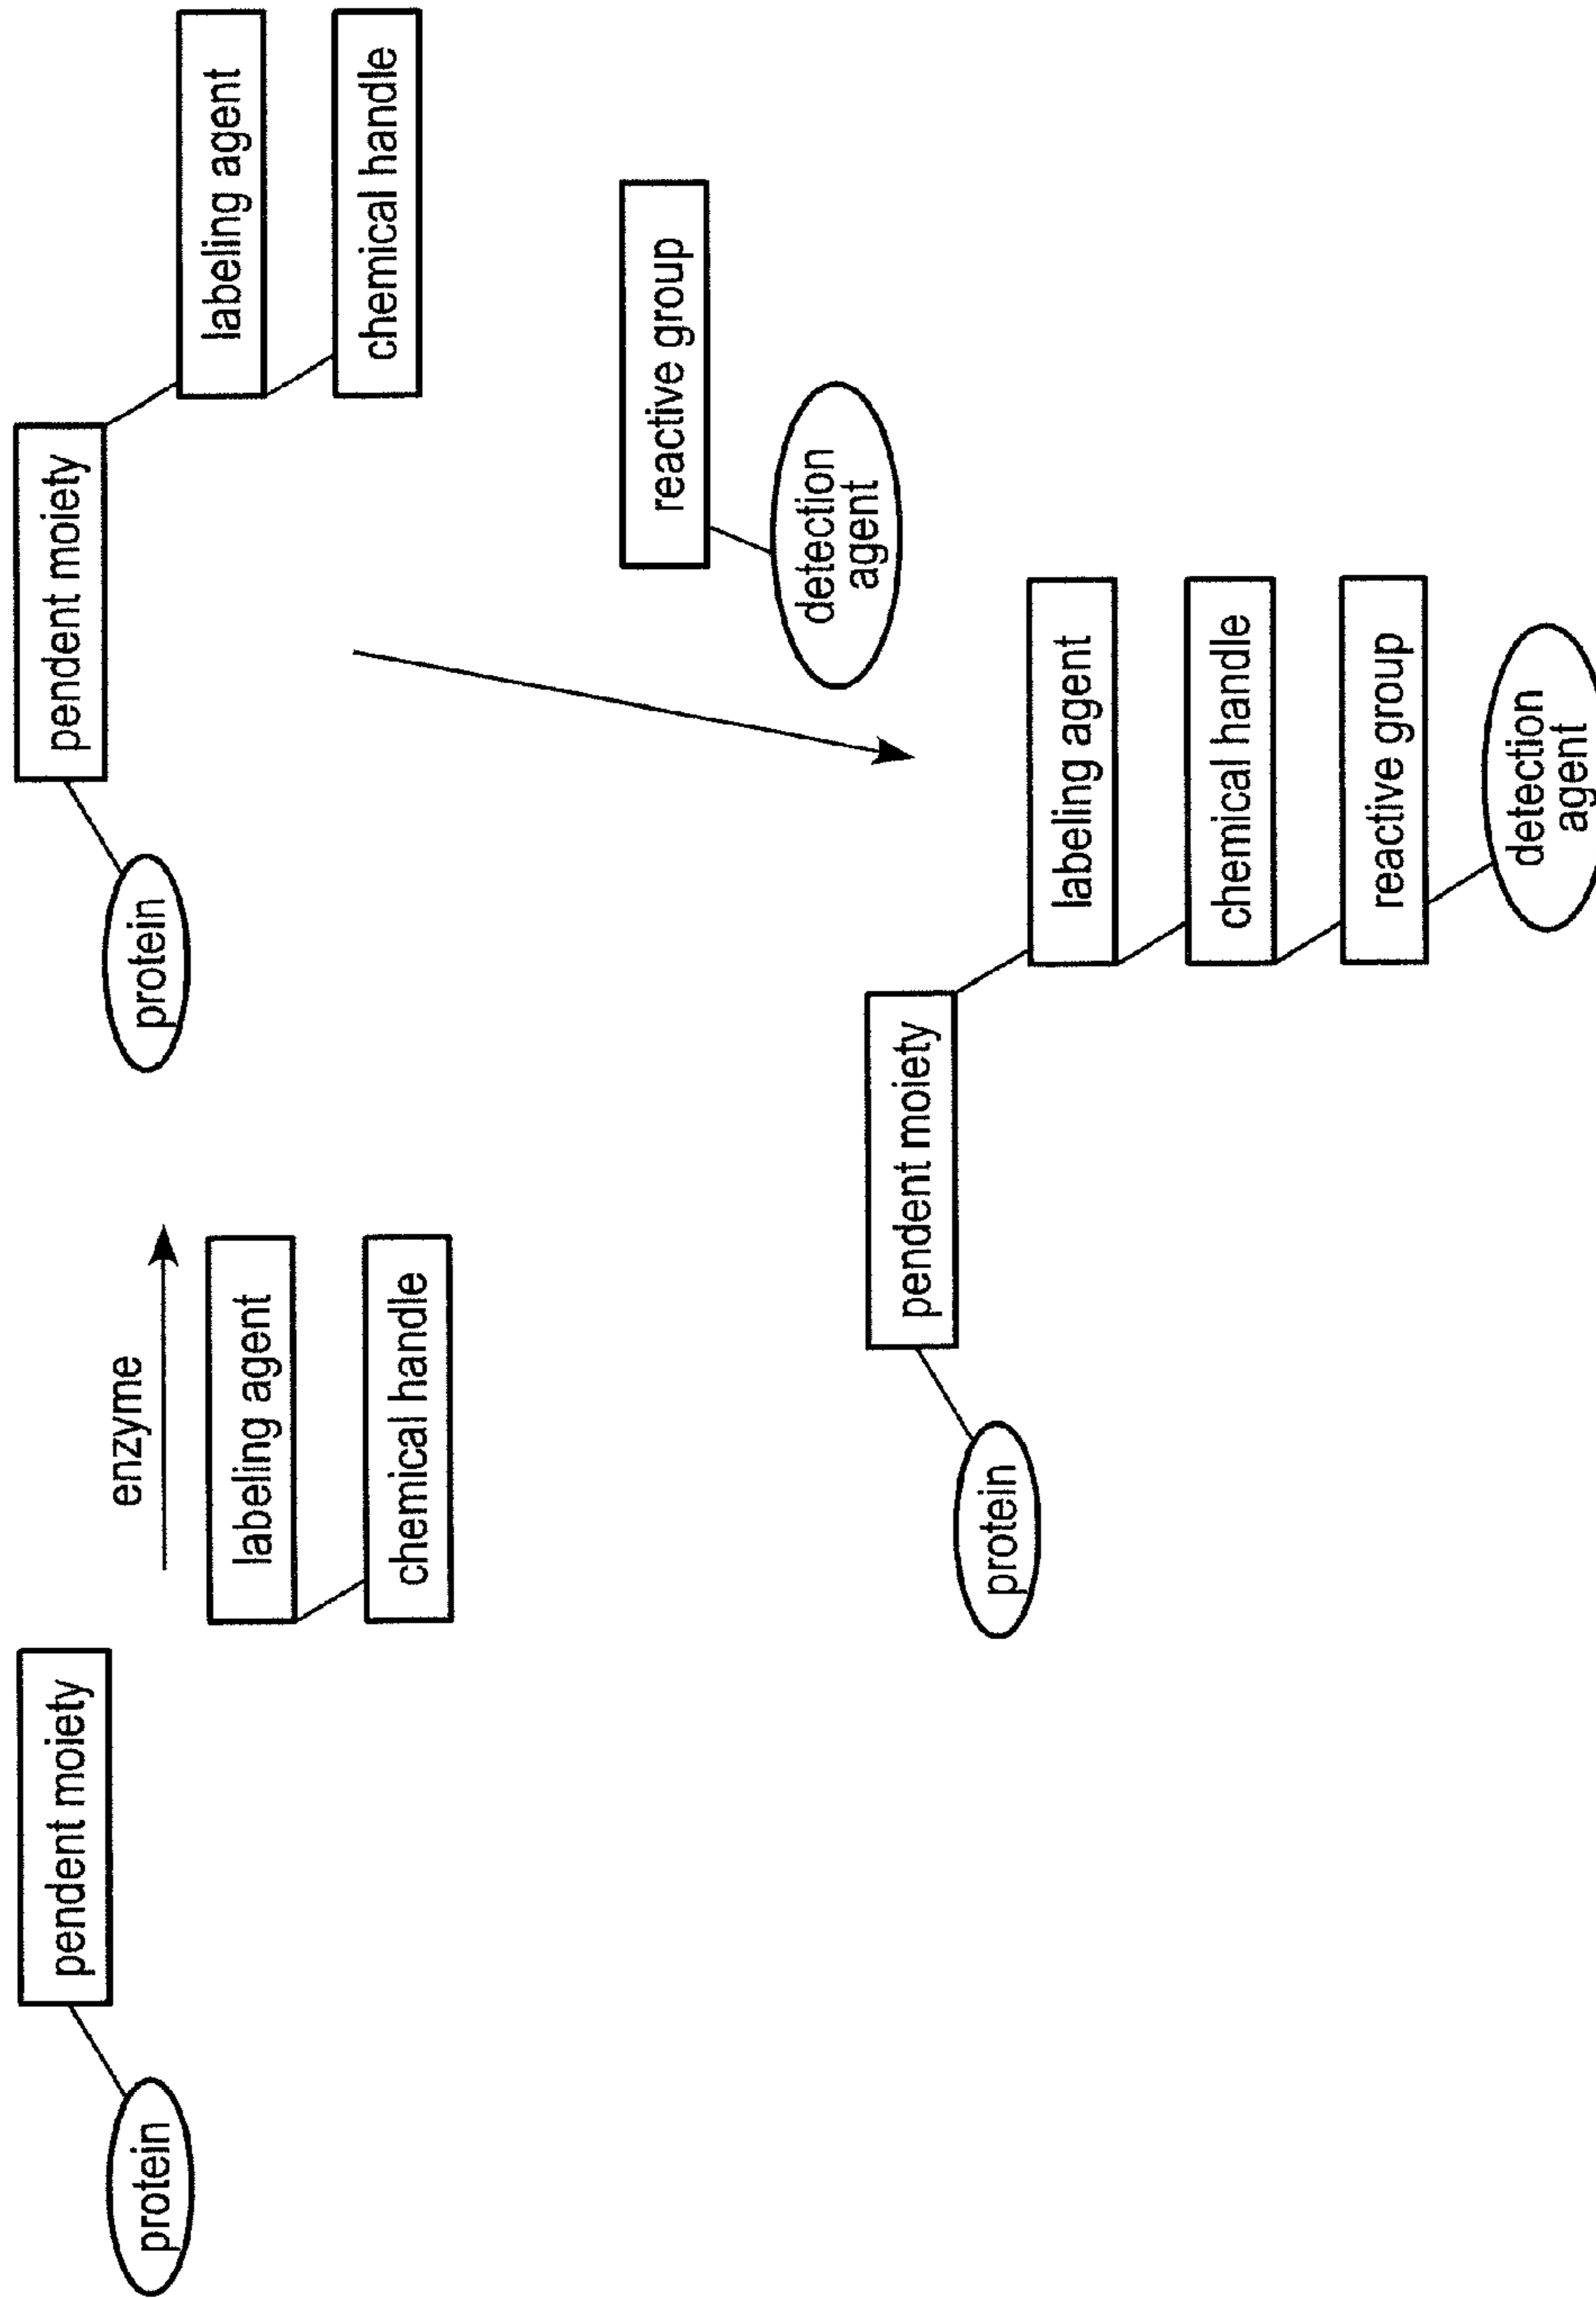 protein
pendent moiety
enzyme
labeling agent
chemical handle
protein
pendent moiety
labeling agent
chemical handle
reactive group
detection
agent
protein
pendent moiety
labeling agent
chemical handle
reactive group
detection
agent